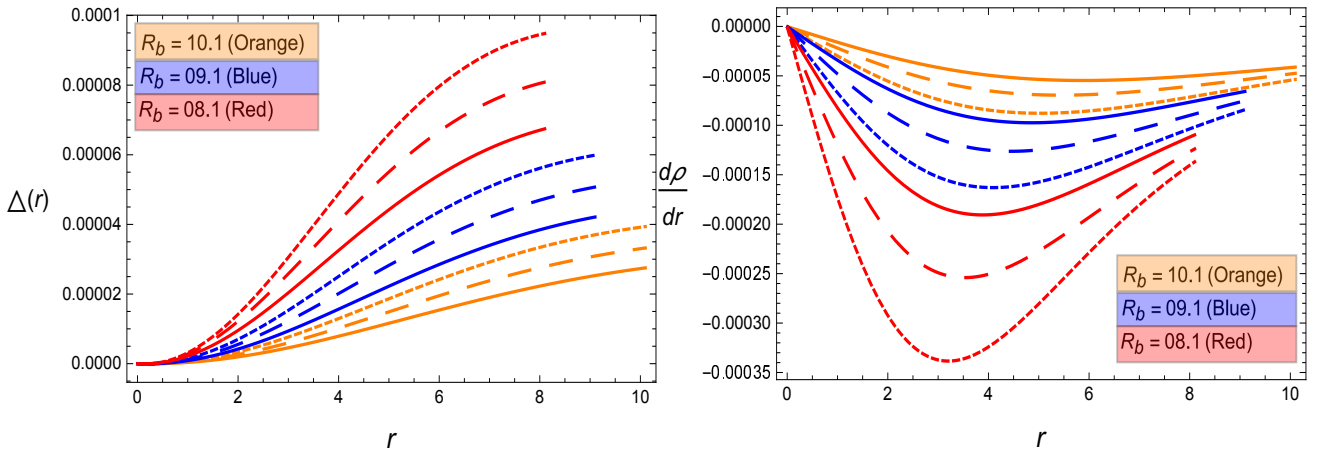 0.0001
0.00008
0.00006
0.00004
0.00002
0.0000
Δ(r)
R_b = 10.1 (Orange)
R_b = 09.1 (Blue)
R_b = 08.1 (Red)
0 2 4 6 8 10
r
0.00000
−0.00005
−0.00010
−0.00015
−0.00020
−0.00025
−0.00030
−0.00035
dρ
dr
R_b = 10.1 (Orange)
R_b = 09.1 (Blue)
R_b = 08.1 (Red)
0 2 4 6 8 10
r